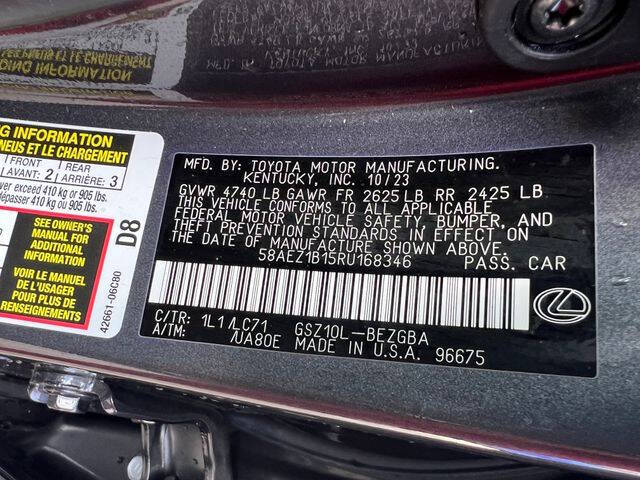 G INFORMATION
NEUS ET LE CHARGEMENT
FRONT 2 REAR 3
AVANT: ARRIÈRE:
ver exceed 410 kg or 905 lbs.
dépasser 410 kg ou 905 lbs.
SEE OWNER'S
MANUAL FOR
ADDITIONAL
INFORMATION
VOIR LE MANUEL
DE L'USAGER
POUR PLUS DE
RENSEIGNEMENTS
D8
42661-06C80
MFD. BY: TOYOTA MOTOR MANUFACTURING,
KENTUCKY, INC. 10/23
GVWR 4740 LB GAWR FR 2625 LB RR 2425 LB
THIS VEHICLE CONFORMS TO ALL APPLICABLE
FEDERAL MOTOR VEHICLE SAFETY, BUMPER, AND
THEFT PREVENTION STANDARDS IN EFFECT ON
THE DATE OF MANUFACTURE SHOWN ABOVE.
58AEZ1B15RU168346 PASS. CAR
C/TR: 1L1/LC71 GSZ10L-BEZGBA
A/TM: /UA80E MADE IN U.S.A. 96675